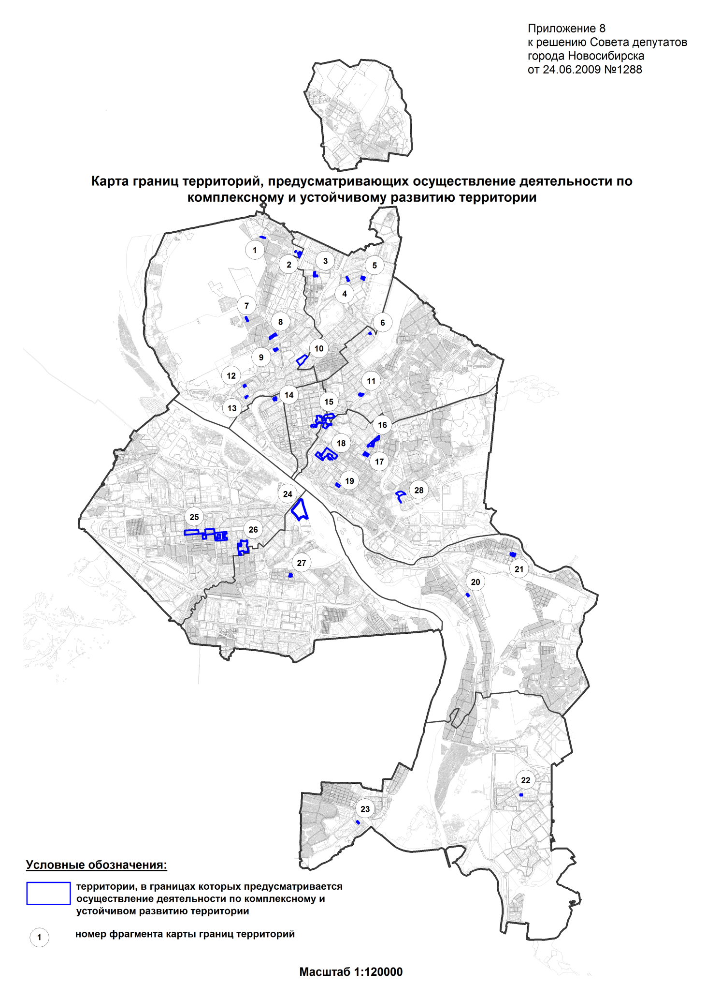 Приложение 8
к решению Совета депутатов
города Новосибирска
от 24.06.2009 №1288
Карта границ территорий, предусматривающих осуществление деятельности по
комплексному и устойчивому развитию территории
1
2
3
5
4
7
8
6
9
10
12
11
13
14
15
16
18
17
19
28
24
25
26
27
21
20
22
23
Условные обозначения:
территории, в границах которых предусматривается
осуществление деятельности по комплексному и
устойчивом развитию территории
1
номер фрагмента карты границ территорий
Масштаб 1:120000